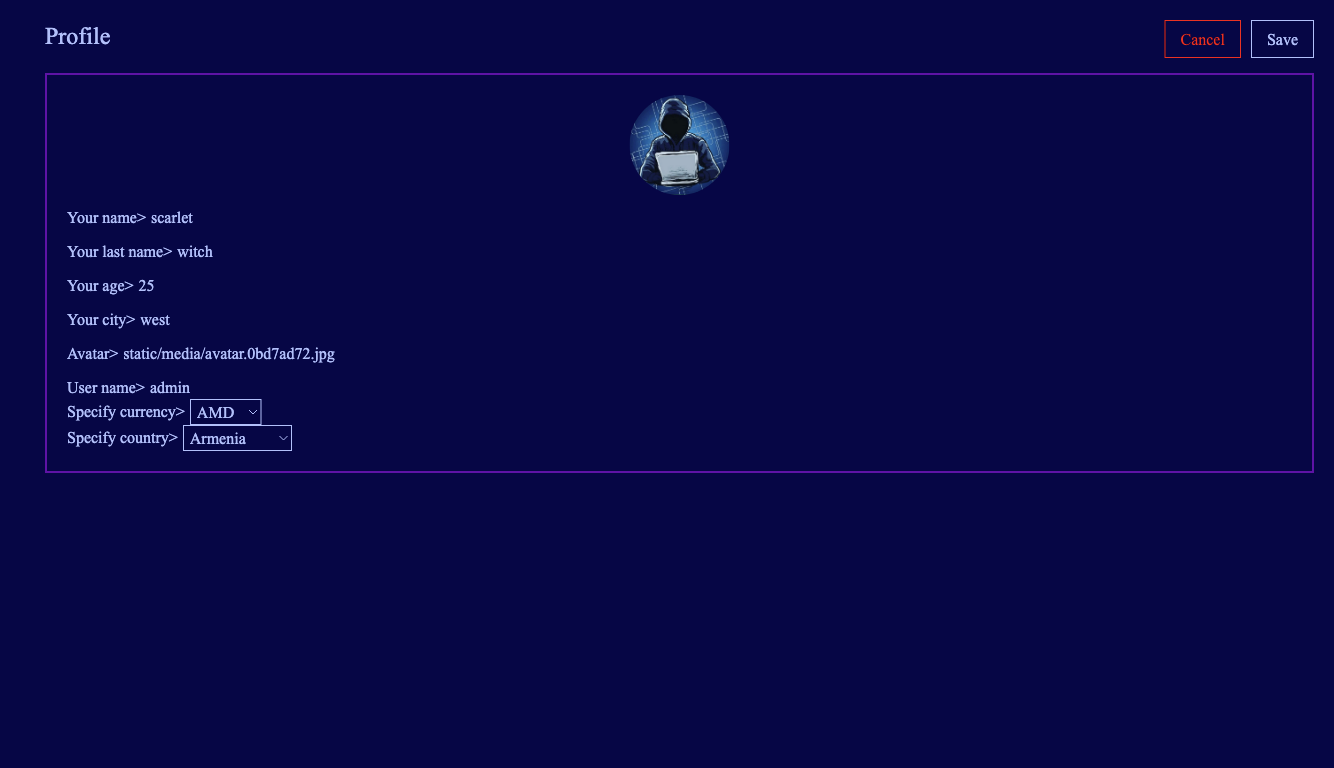 Profile
Cancel
Save
Your name> scarlet
Your last name> witch
Your age> 25
Your city> west
Avatar> static/media/avatar.0bd7ad72.jpg
User name> admin
Specify currency> AMD
Specify country> Armenia